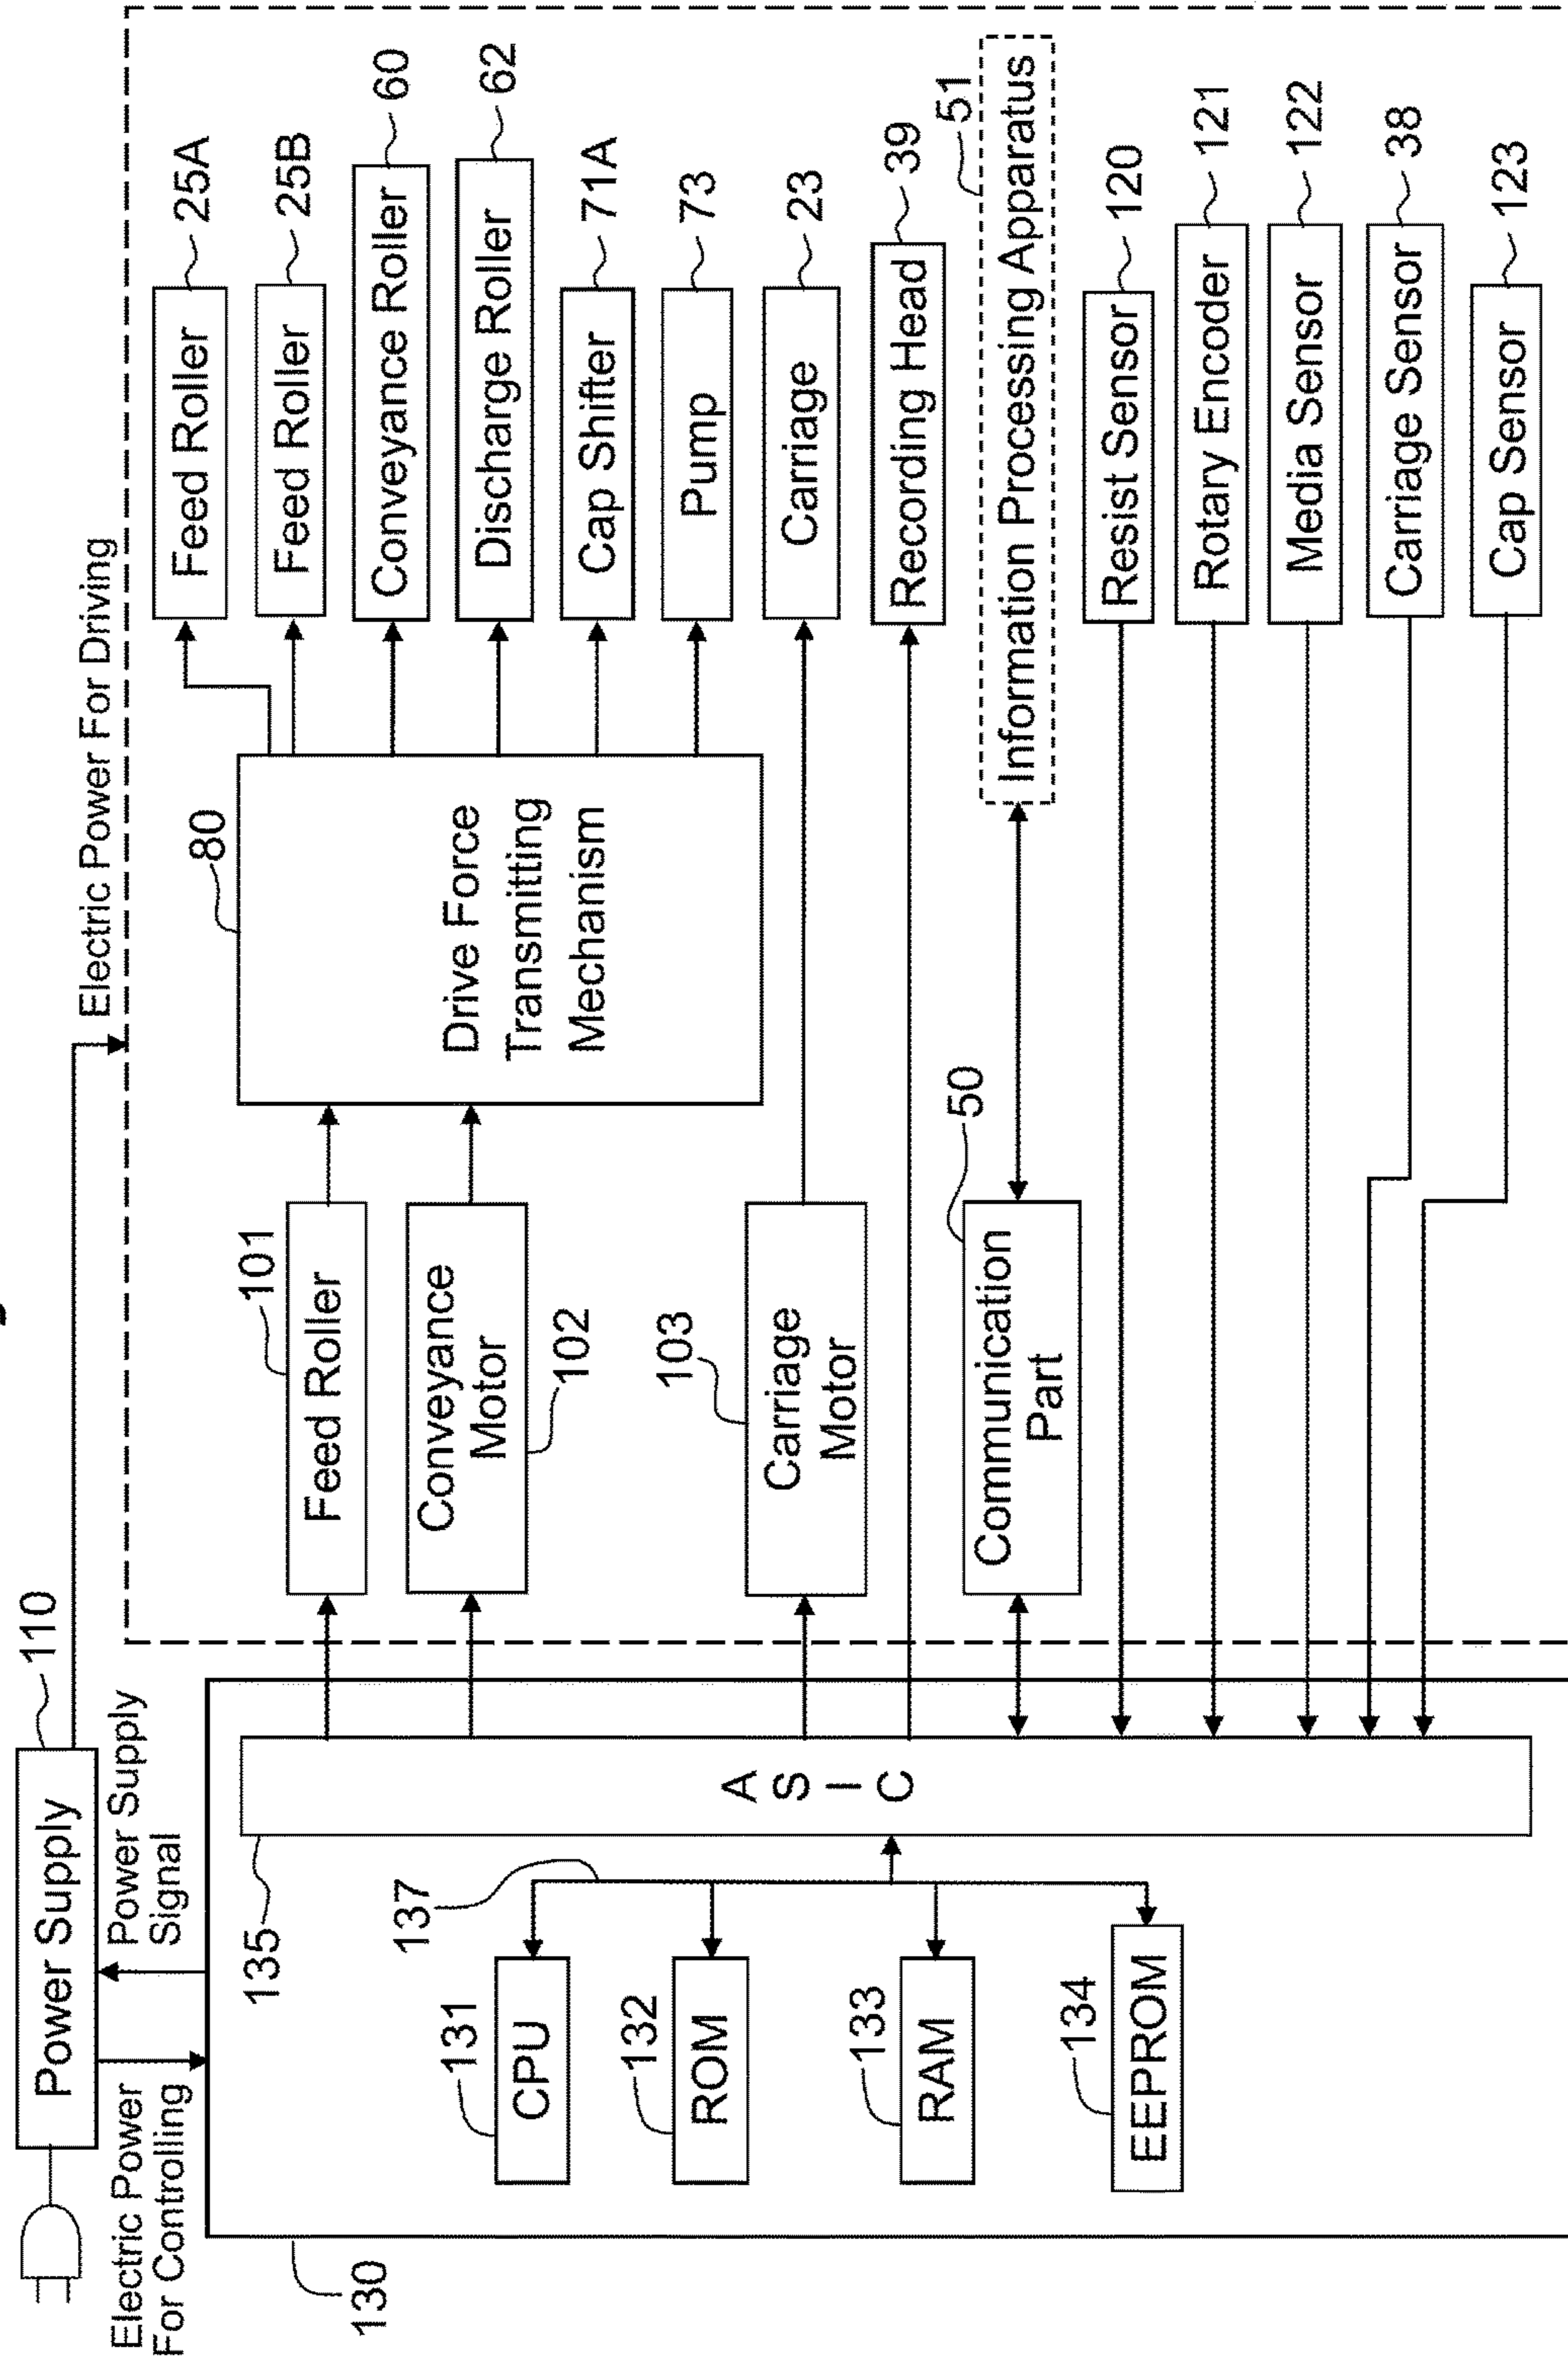 Power Supply
110
Electric Power For Driving
Electric Power
For Controlling
Power Supply
Signal
130
135
A
S
I
C
137
131
CPU
132
ROM
133
RAM
134
EEPROM
101
Feed Roller
Conveyance
Motor
102
103
Carriage
Motor
50
Communication
Part
80
Drive Force
Transmitting
Mechanism
Feed Roller
25A
Feed Roller
25B
Conveyance Roller
60
Discharge Roller
62
Cap Shifter
71A
Pump
73
Carriage
23
Recording Head
39
Information Processing Apparatus
51
Resist Sensor
120
Rotary Encoder
121
Media Sensor
122
Carriage Sensor
38
Cap Sensor
123